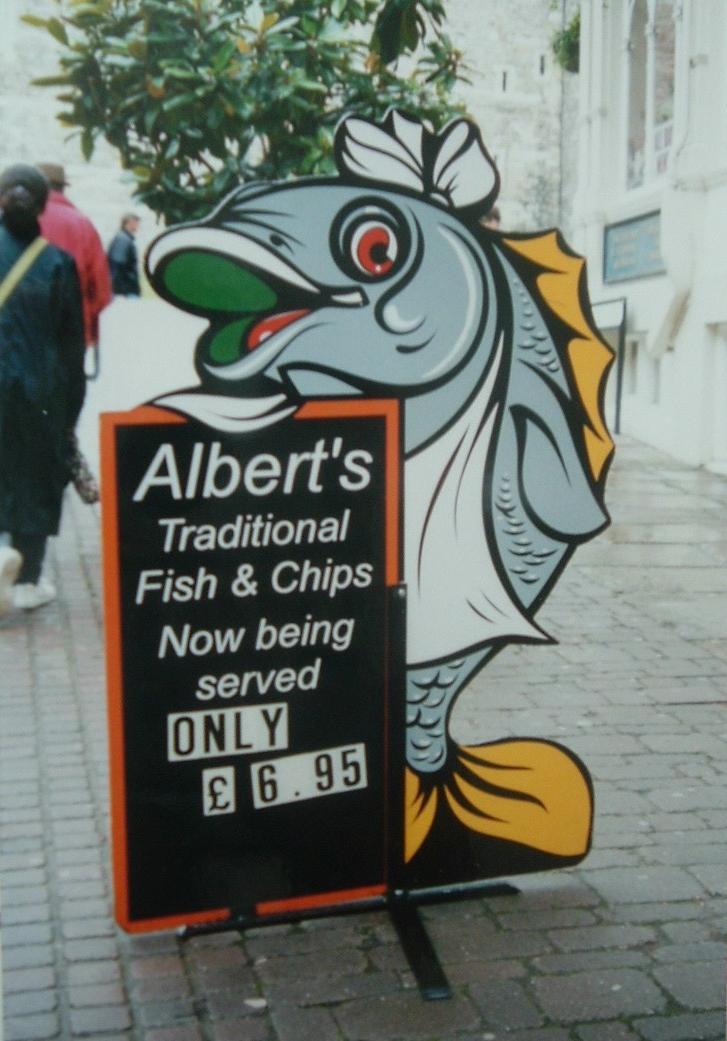 Albert's
Traditional
Fish & Chips
Now being
served
ONLY
£ 6.95